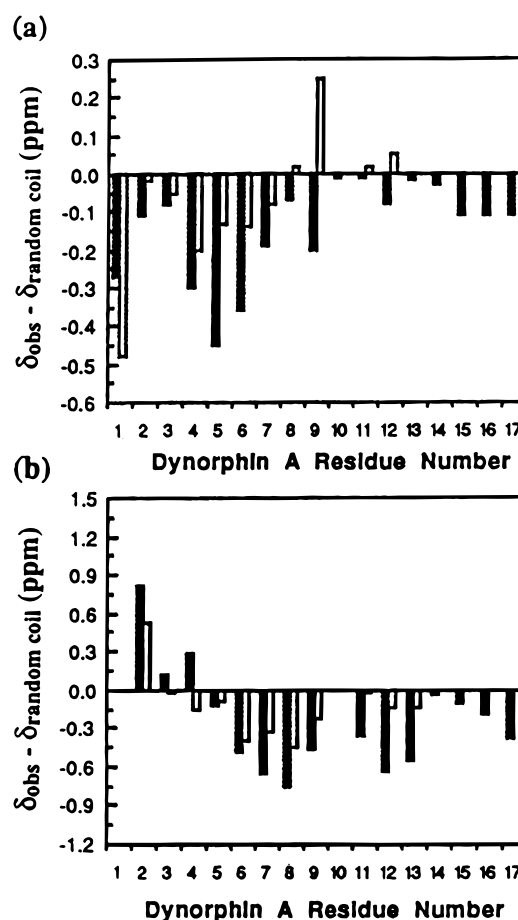 (a)
δobs - δrandom coil (ppm)
0.3
0.2
0.1
0.0
-0.1
-0.2
-0.3
-0.4
-0.5
-0.6
1 2 3 4 5 6 7 8 9 10 11 12 13 14 15 16 17
Dynorphin A Residue Number
(b)
δobs - δrandom coil (ppm)
1.5
1.2
0.9
0.6
0.3
0.0
-0.3
-0.6
-0.9
-1.2
1 2 3 4 5 6 7 8 9 10 11 12 13 14 15 16 17
Dynorphin A Residue Number